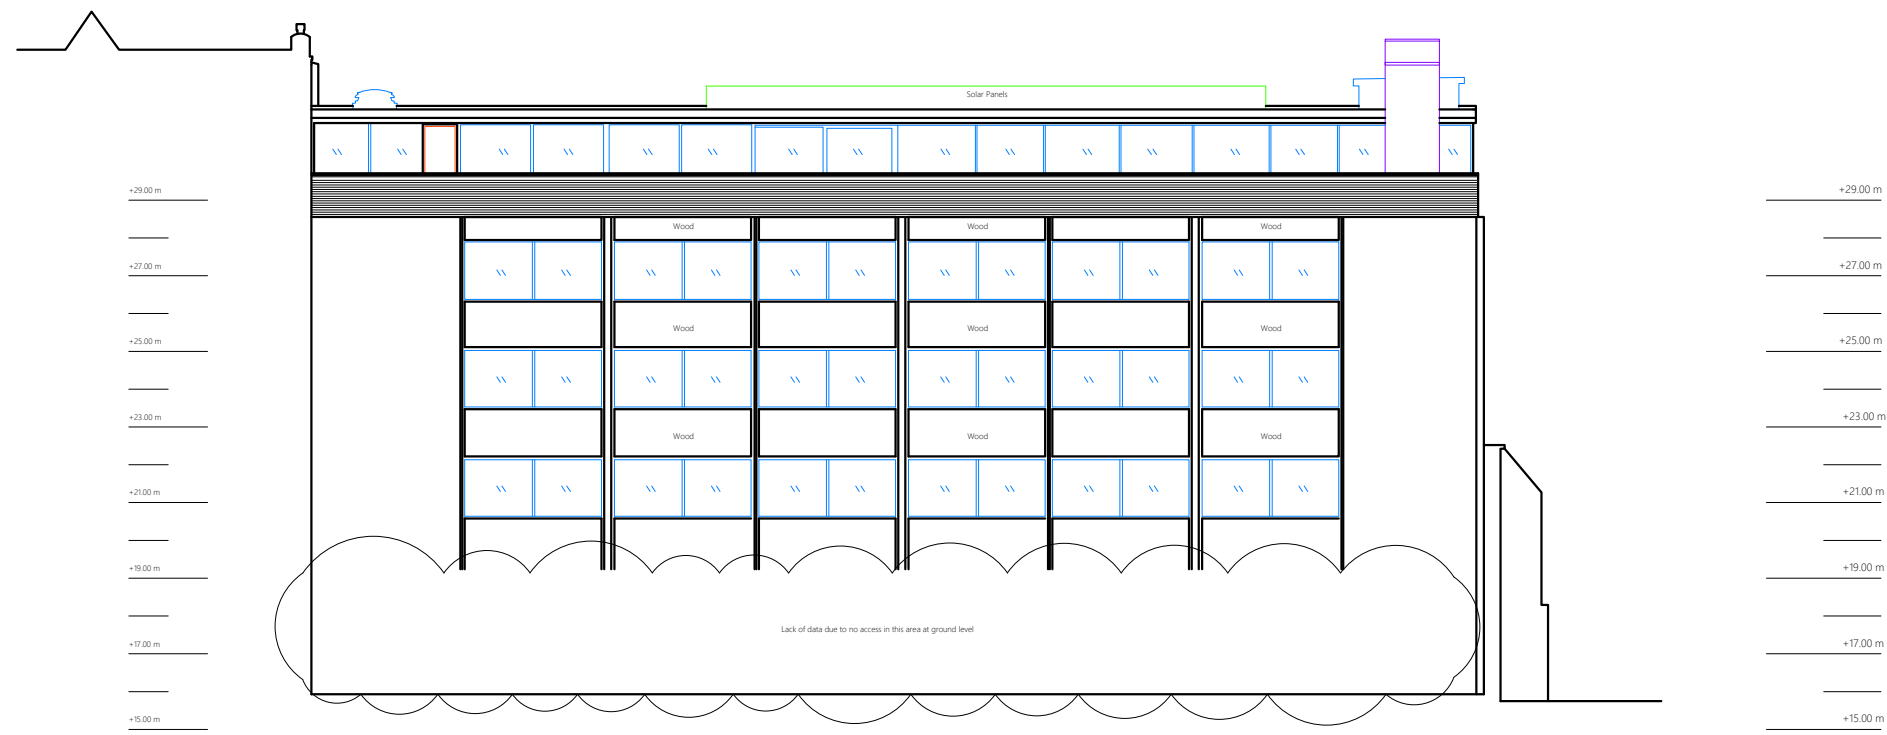 Solar Panels
+29.00 m
+29.00 m
Wood
Wood
Wood
+27.00 m
+27.00 m
Wood
Wood
Wood
+25.00 m
+25.00 m
+23.00 m
+23.00 m
Wood
Wood
Wood
+21.00 m
+21.00 m
+19.00 m
+19.00 m
Lack of data due to no access in this area at ground level
+17.00 m
+17.00 m
+15.00 m
+15.00 m